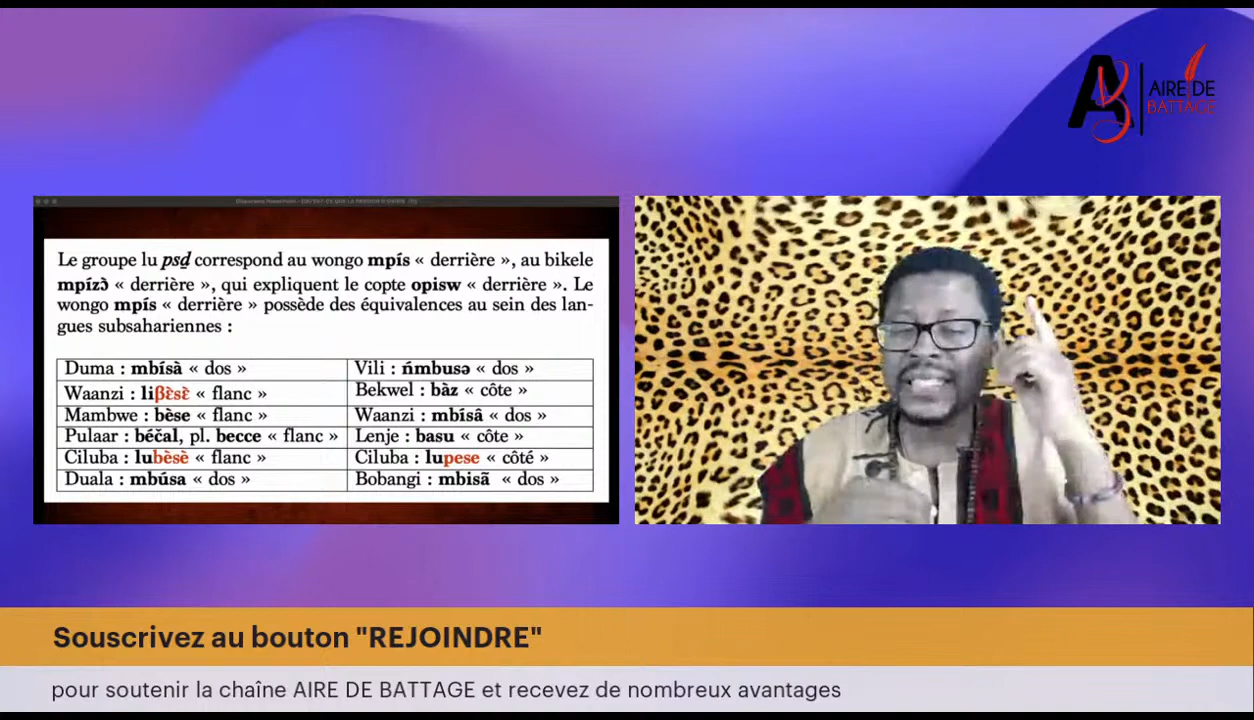 AIRE DE
BATTAGE
Le groupe lu psḏ correspond au wongo mpís « derrière », au bikele
mpízɔ̀ « derrière », qui expliquent le copte opisw « derrière ». Le
wongo mpís « derrière » possède des équivalences au sein des lan-
gues subsahariennes :
Duma : mbísà « dos »
Vili : ńmbusə « dos »
Waanzi : liβɛ̀sɛ̀ « flanc »
Bekwel : bàz « côte »
Mambwe : bèse « flanc »
Waanzi : mbísâ « dos »
Pulaar : béčal, pl. becce « flanc »
Lenje : basu « côte »
Ciluba : lubèsè « flanc »
Ciluba : lupese « côté »
Duala : mbúsa « dos »
Bobangi : mbisã « dos »
Souscrivez au bouton "REJOINDRE"
pour soutenir la chaîne AIRE DE BATTAGE et recevez de nombreux avantages